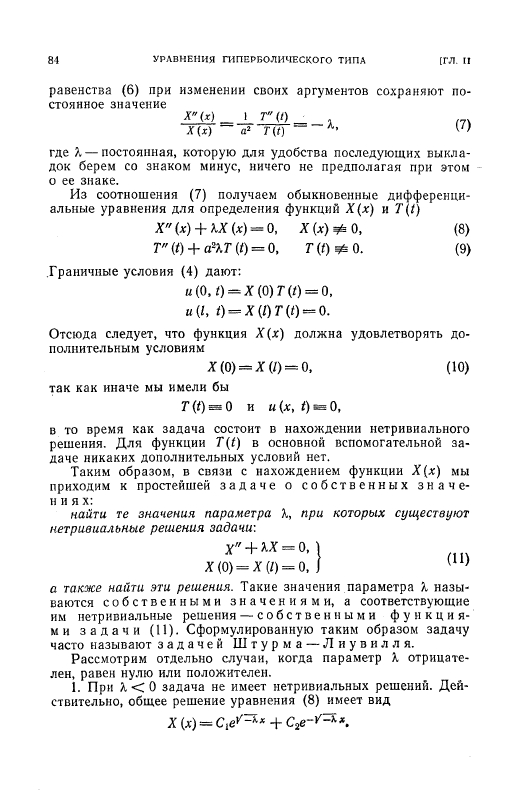 84 УРАВНЕНИЯ ГИПЕРБОЛИЧЕСКОГО ТИПА [ГЛ. II
равенства (6) при изменении своих аргументов сохраняют по-
стоянное значение
X″(x)/X(x) = 1/a² T″(t)/T(t) = — λ, (7)
где λ — постоянная, которую для удобства последующих выкла-
док берем со знаком минус, ничего не предполагая при этом
о ее знаке.
Из соотношения (7) получаем обыкновенные дифференци-
альные уравнения для определения функций X(x) и T(t)
X″(x) + λX(x) = 0, X(x) ≢ 0, (8)
T″(t) + a²λT(t) = 0, T(t) ≢ 0. (9)
Граничные условия (4) дают:
u(0, t) = X(0) T(t) = 0,
u(l, t) = X(l) T(t) = 0.
Отсюда следует, что функция X(x) должна удовлетворять до-
полнительным условиям
X(0) = X(l) = 0, (10)
так как иначе мы имели бы
T(t) ≡ 0 и u(x, t) ≡ 0,
в то время как задача состоит в нахождении нетривиального
решения. Для функции T(t) в основной вспомогательной за-
даче никаких дополнительных условий нет.
Таким образом, в связи с нахождением функции X(x) мы
приходим к простейшей задаче о собственных значе-
ниях:
найти те значения параметра λ, при которых существуют
нетривиальные решения задачи:
X″ + λX = 0,
X(0) = X(l) = 0, } (11)
а также найти эти решения. Такие значения параметра λ назы-
ваются собственными значениями, а соответствующие
им нетривиальные решения — собственными функция-
ми задачи (11). Сформулированную таким образом задачу
часто называют задачей Штурма — Лиувилля.
Рассмотрим отдельно случаи, когда параметр λ отрицате-
лен, равен нулю или положителен.
1. При λ < 0 задача не имеет нетривиальных решений. Дей-
ствительно, общее решение уравнения (8) имеет вид
X(x) = C₁e^{√−λ x} + C₂e^{−√−λ x}.